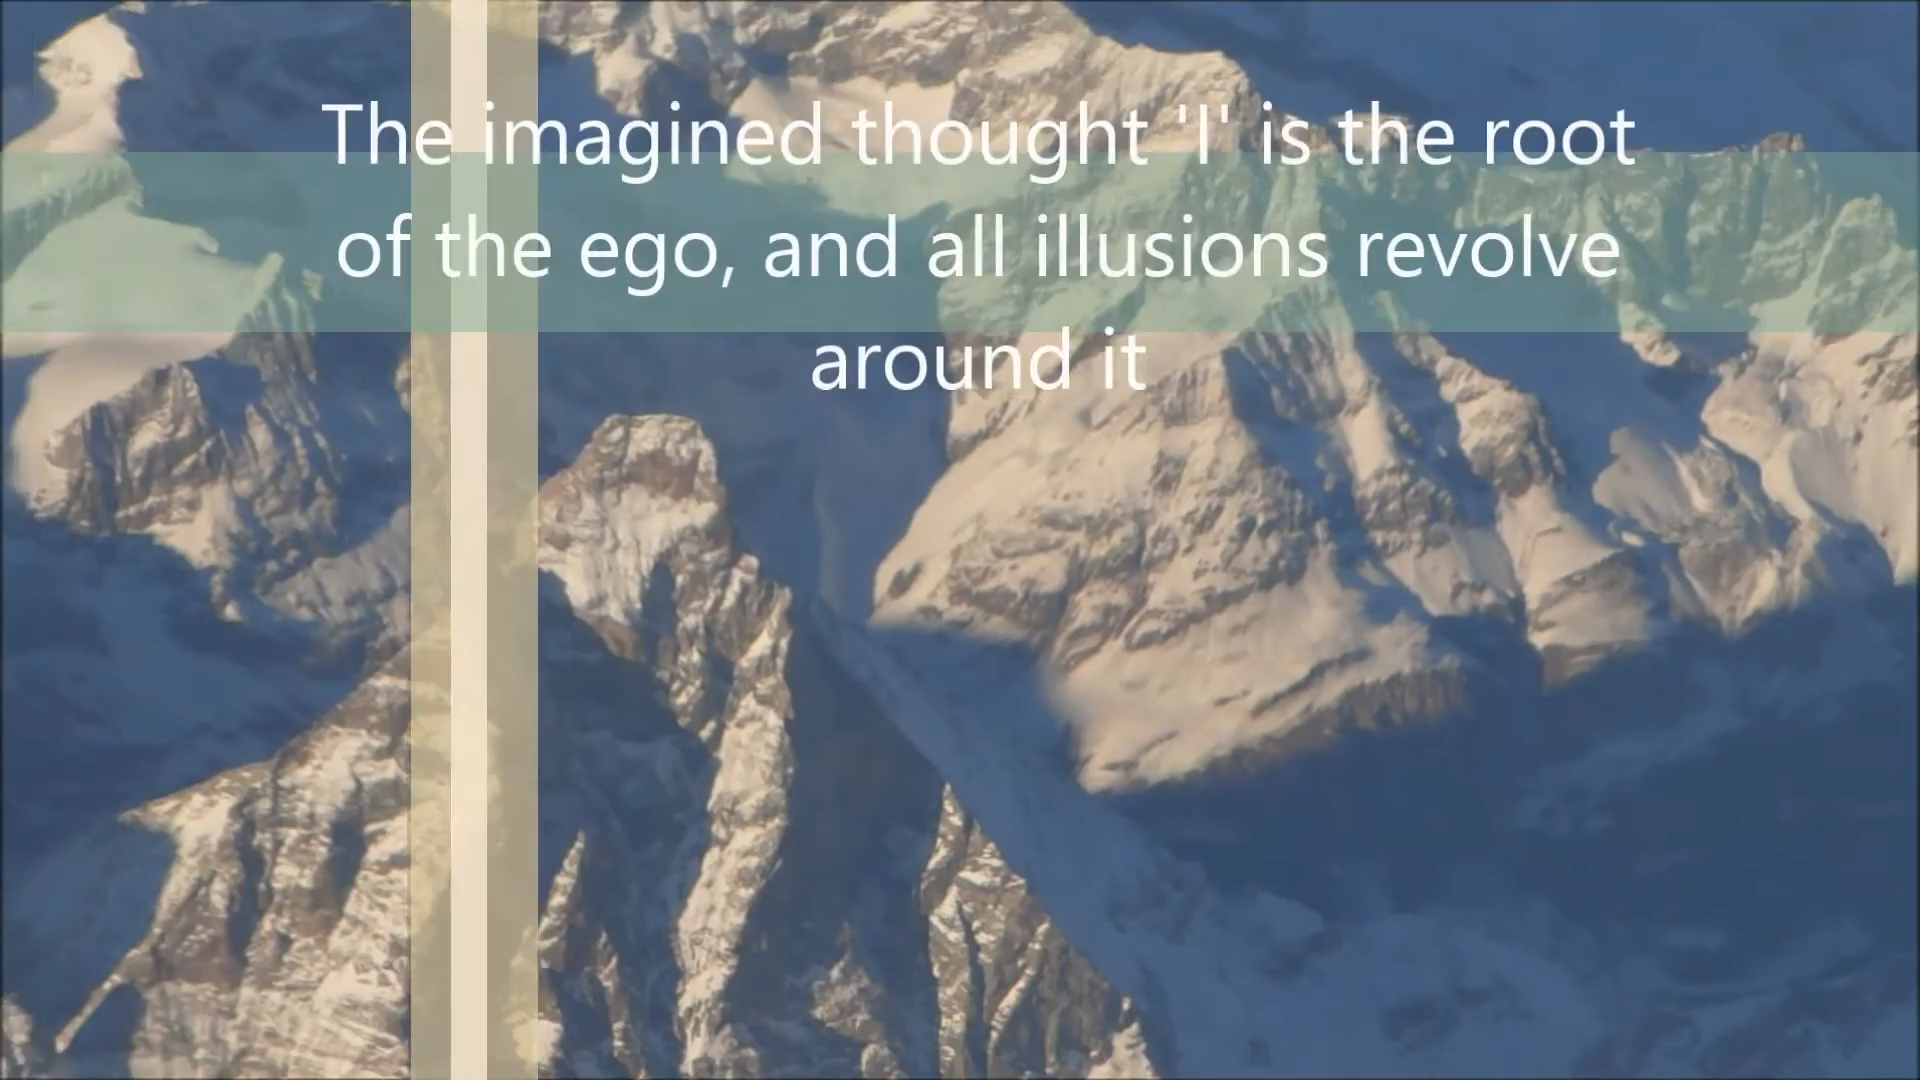 The imagined thought 'I' is the root
of the ego, and all illusions revolve
around it